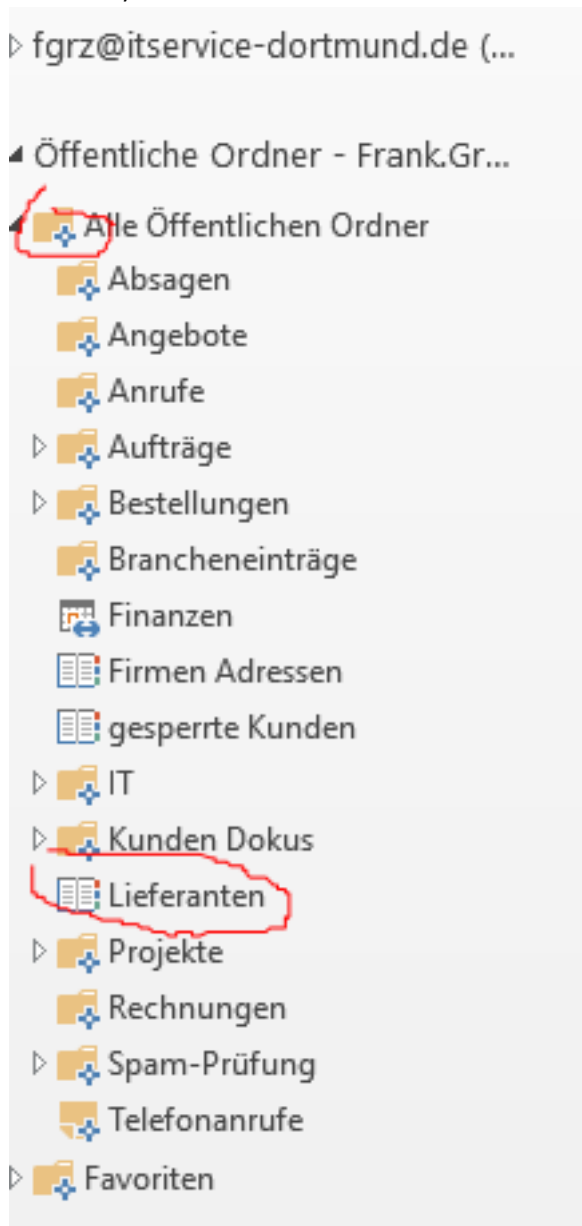 fgrz@itservice-dortmund.de (...
Öffentliche Ordner - Frank.Gr...
Alle Öffentlichen Ordner
Absagen
Angebote
Anrufe
Aufträge
Bestellungen
Brancheneinträge
Finanzen
Firmen Adressen
gesperrte Kunden
IT
Kunden Dokus
Lieferanten
Projekte
Rechnungen
Spam-Prüfung
Telefonanrufe
Favoriten